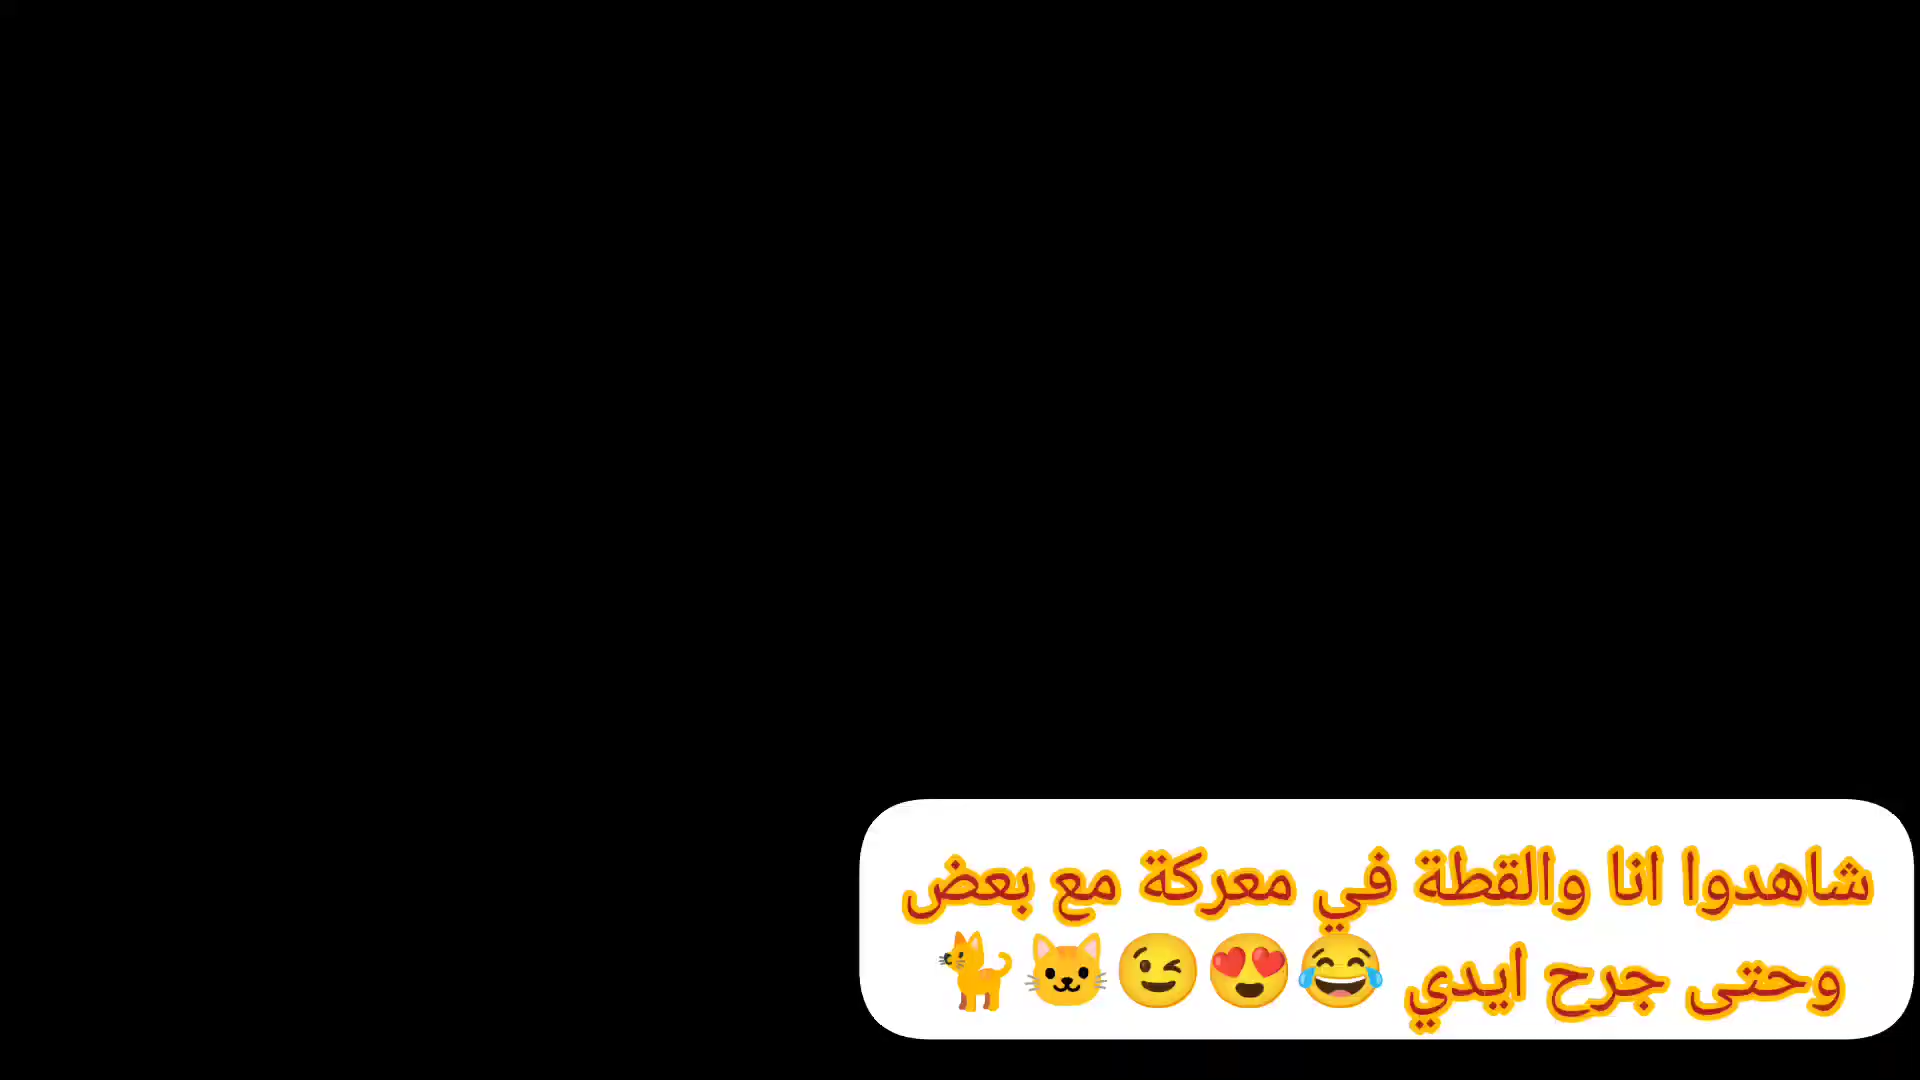 شاهدوا انا والقطة في معركة مع بعض
وحتى جرح ايدي 😂😍😉🐱🐈